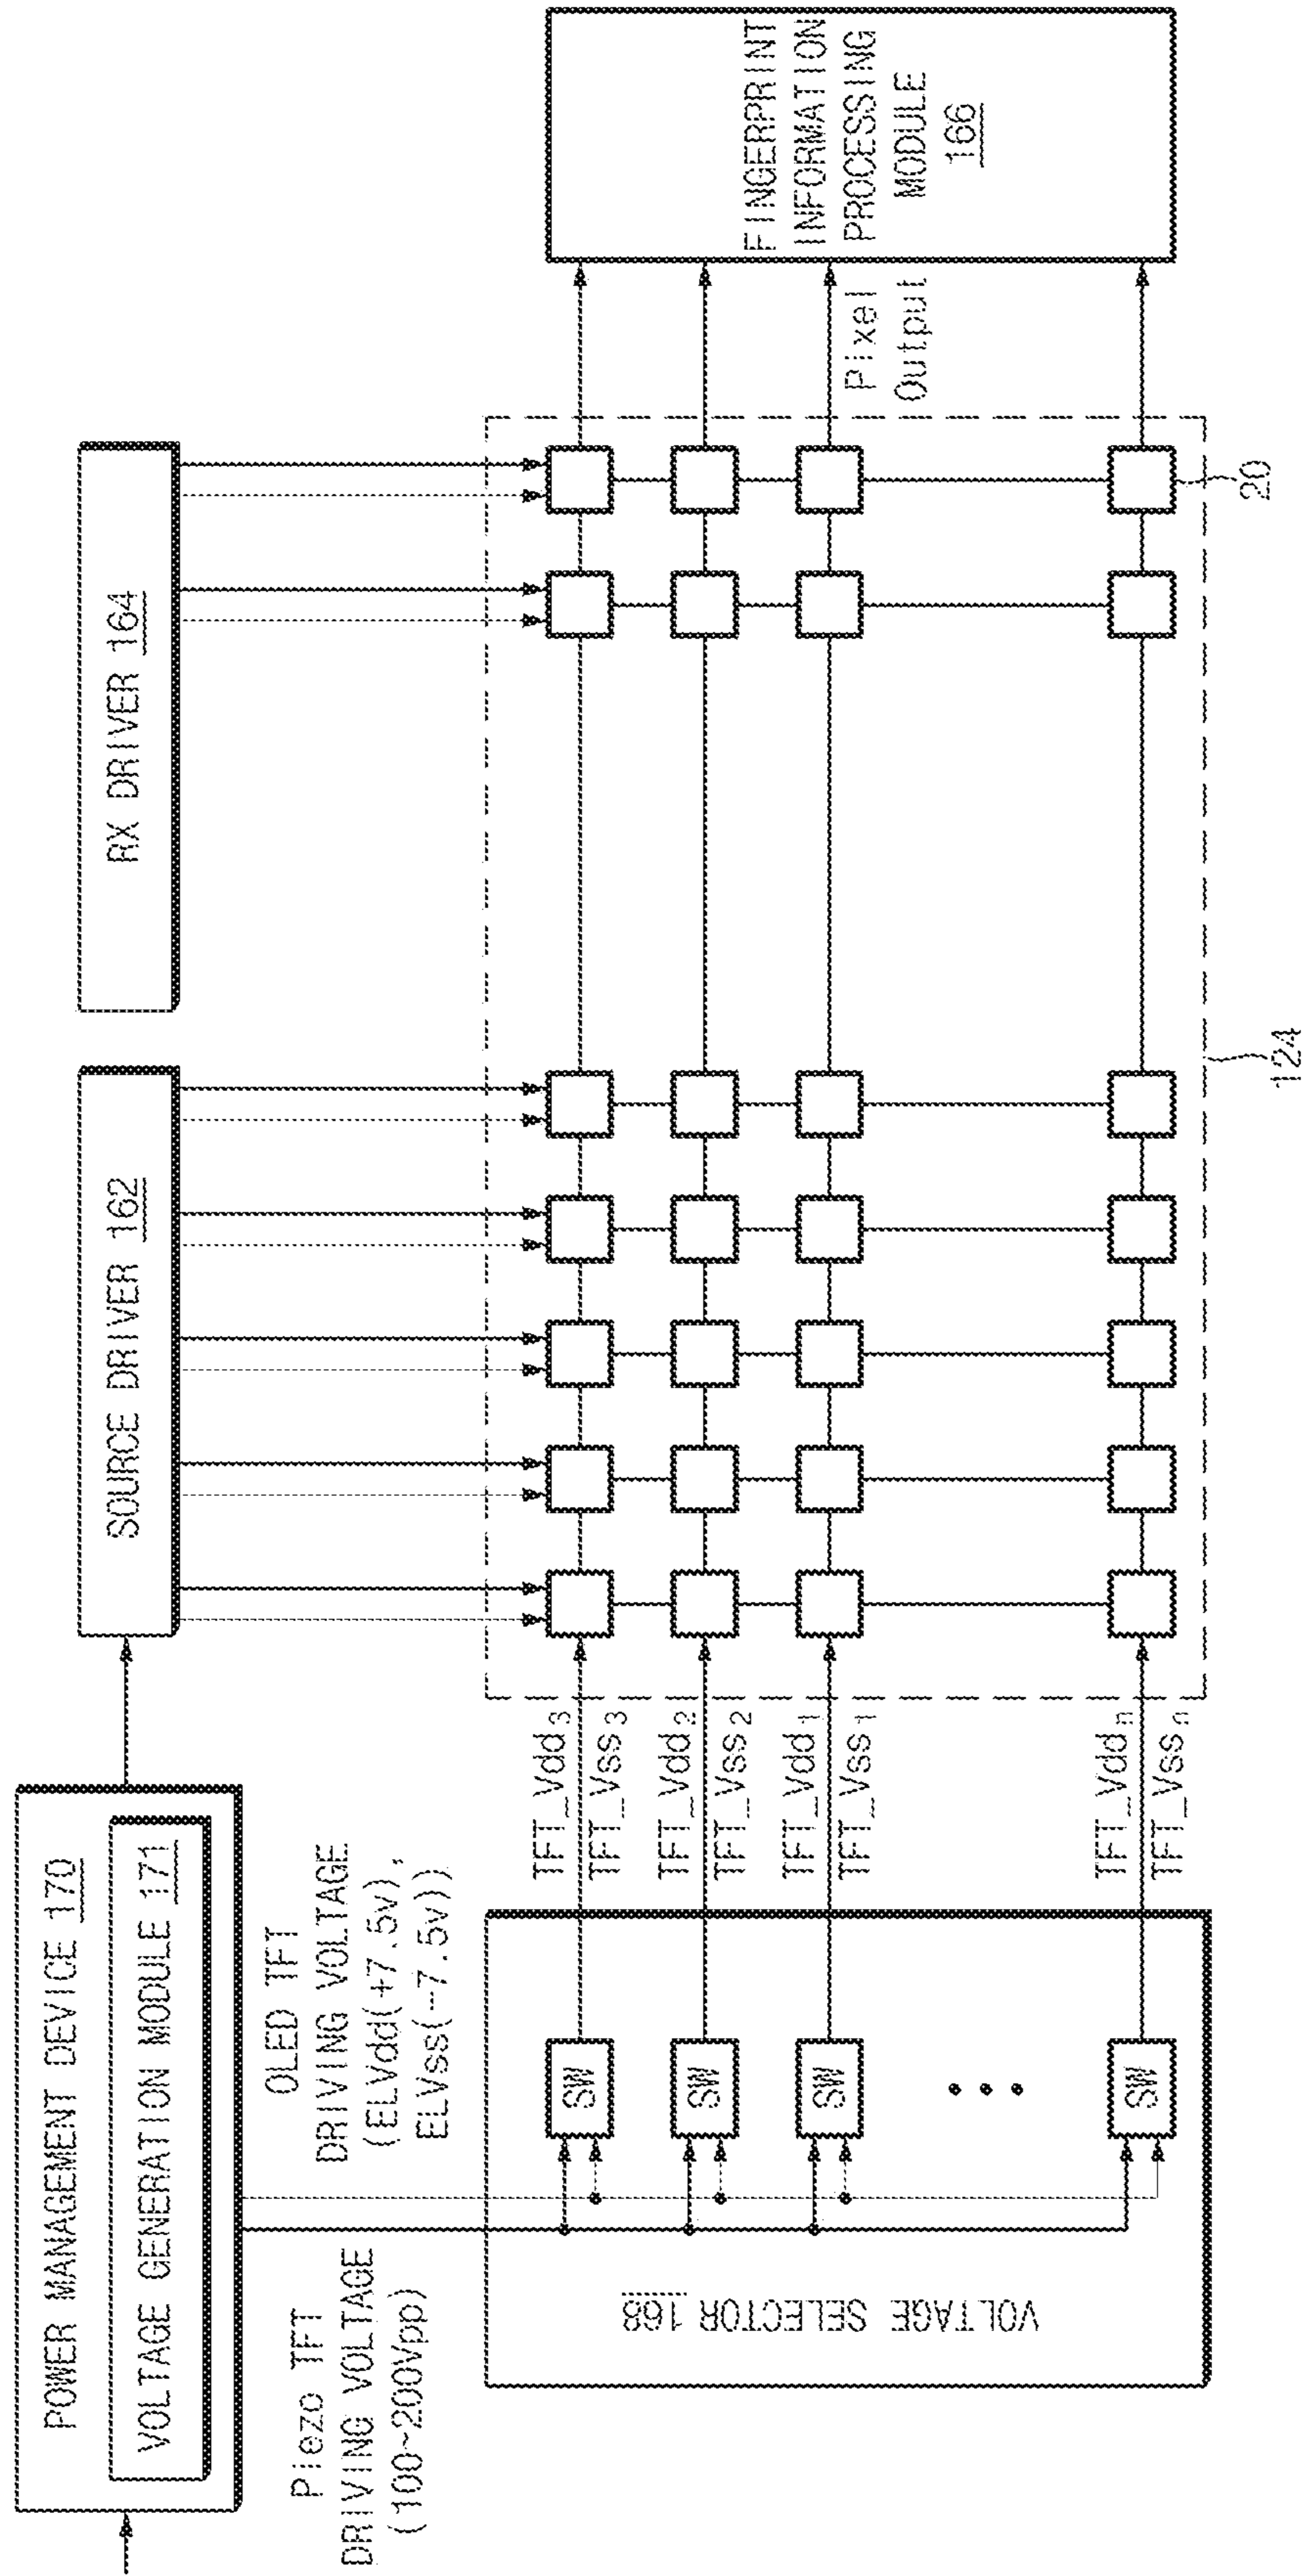 POWER MANAGEMENT DEVICE 170
VOLTAGE GENERATION MODULE 171
SOURCE DRIVER 162
RX DRIVER 164
Piezo TFT
DRIVING VOLTAGE
(100~200Vpp)
OLED TFT
DRIVING VOLTAGE
(ELVdd(+7.5v),
ELVss(-7.5v))
VOLTAGE SELECTOR 168
SW
SW
SW
SW
TFT_Vdd3
TFT_Vss3
TFT_Vdd2
TFT_Vss2
TFT_Vdd1
TFT_Vss1
TFT_Vddn
TFT_Vssn
Pixel
Output
FINGERPRINT
INFORMATION
PROCESSING
MODULE
166
20
124